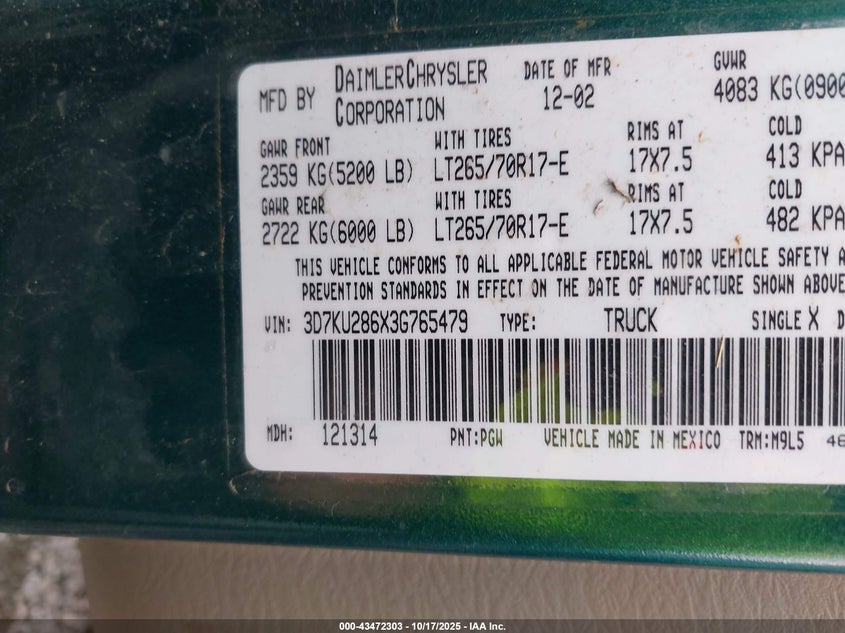 MFD BY DAIMLERCHRYSLER CORPORATION DATE OF MFR 12-02 GVWR 4083 KG(0900
GAWR FRONT WITH TIRES RIMS AT COLD
2359 KG(5200 LB) LT265/70R17-E 17X7.5 413 KPA
GAWR REAR WITH TIRES RIMS AT COLD
2722 KG(6000 LB) LT265/70R17-E 17X7.5 482 KPA
THIS VEHICLE CONFORMS TO ALL APPLICABLE FEDERAL MOTOR VEHICLE SAFETY A
PREVENTION STANDARDS IN EFFECT ON THE DATE OF MANUFACTURE SHOWN ABOVE
VIN: 3D7KU286X3G765479 TYPE: TRUCK SINGLE X D
MDH: 121314 PNT:PGW VEHICLE MADE IN MEXICO TRM:M9L5 46
000-43472303 - 10/17/2025 - IAA Inc.